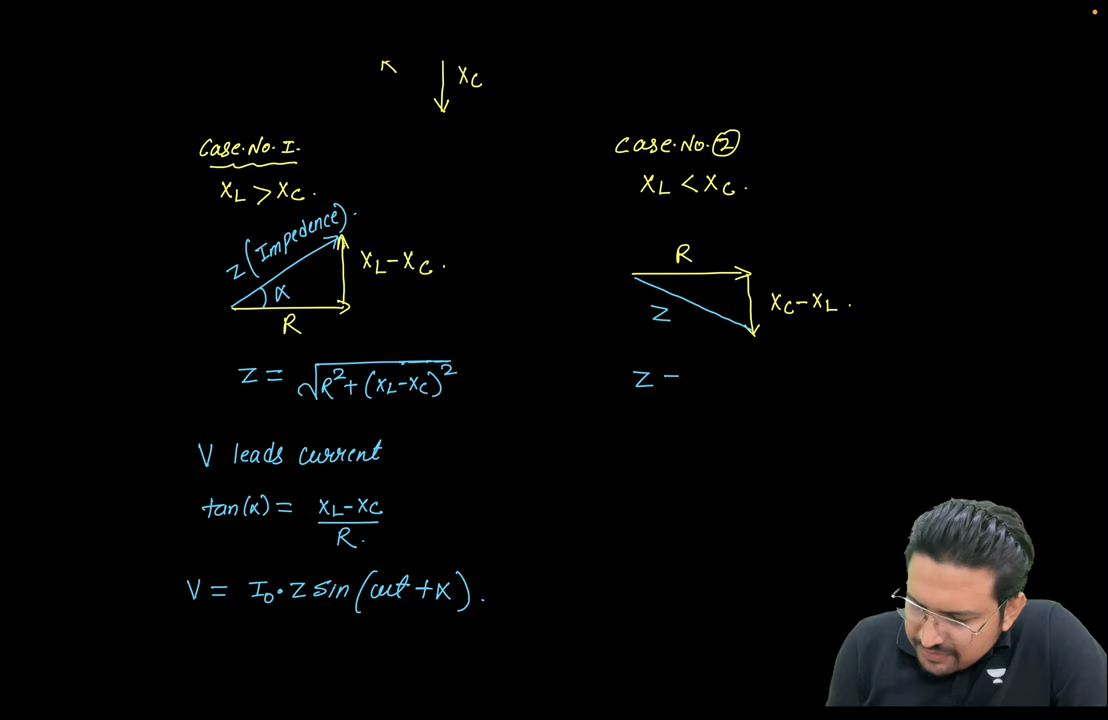 X_C
Case.No.I.
X_L > X_C.
Z (Impedence).
α
X_L-X_C.
R
Z = √(R²+(X_L-X_C)²)
V leads current
tan(α) = (X_L-X_C)/R.
V = I₀.Z sin(ωt+α).
Case.No.②
X_L < X_C.
R
Z
X_C-X_L.
Z -